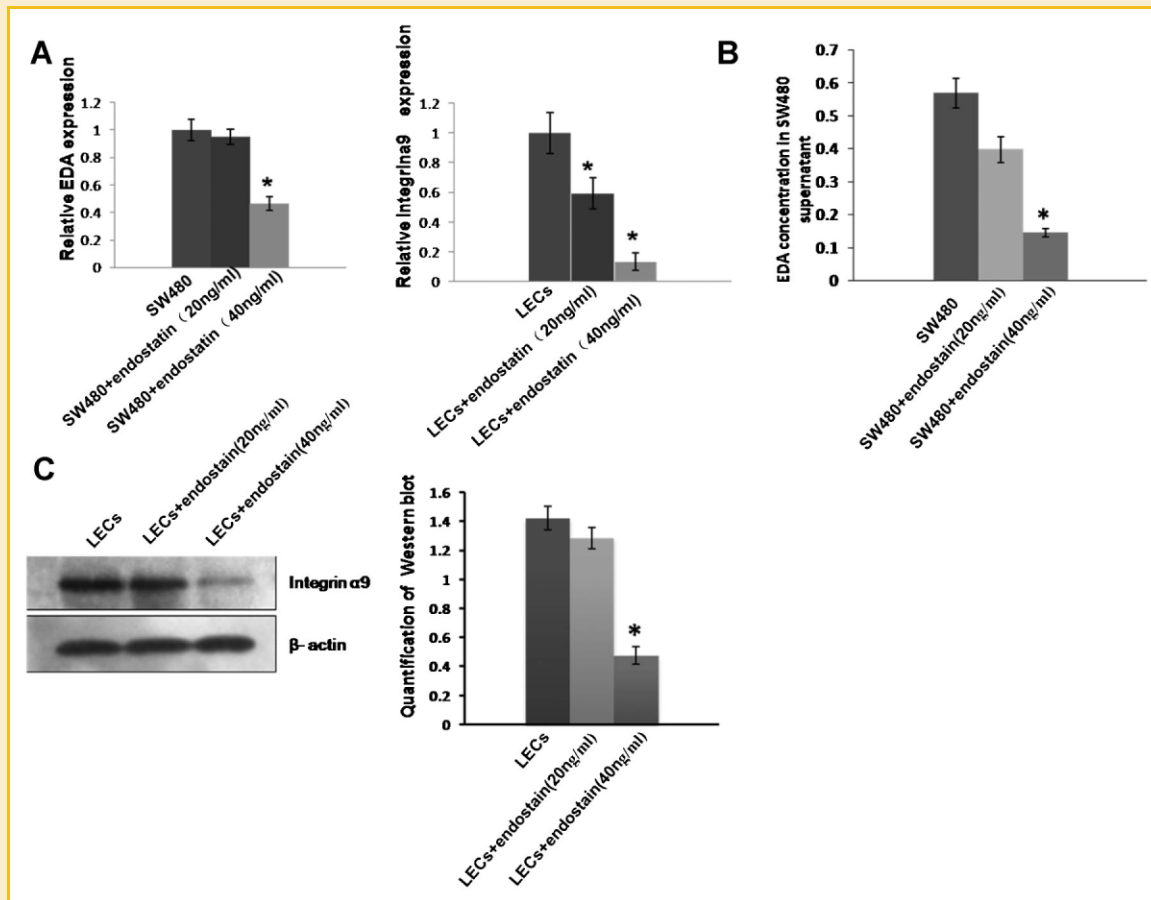 A
Relative EDA expression
1.2
1
0.8
0.6
0.4
0.2
0
*
SW480
SW480+endostatin（20ng/ml)
SW480+endostatin（40ng/ml)
Relative Integrina9 expression
1.2
1
0.8
0.6
0.4
0.2
0
*
*
LECs
LECs+endostatin（20ng/ml)
LECs+endostatin（40ng/ml)
B
EDA concentration in SW480
supernatant
0.7
0.6
0.5
0.4
0.3
0.2
0.1
0
*
SW480
SW480+endostain(20ng/ml)
SW480+endostain(40ng/ml)
C
LECs
LECs+endostain(20ng/ml)
LECs+endostain(40ng/ml)
Integrin α9
β- actin
Quantification of Western blot
1.6
1.4
1.2
1
0.8
0.6
0.4
0.2
0
*
LECs
LECs+endostain(20ng/ml)
LECs+endostain(40ng/ml)